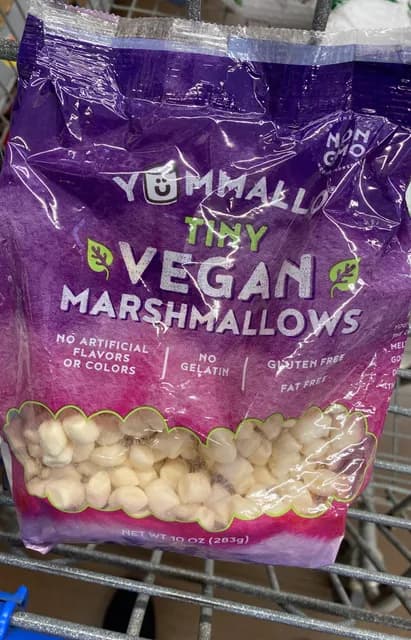 NON
GMO
YUMMALLO
TINY
VEGAN
MARSHMALLOWS
NO ARTIFICIAL
FLAVORS
OR COLORS
NO
GELATIN
GLUTEN FREE
FAT FREE
NET WT 10 OZ (283g)